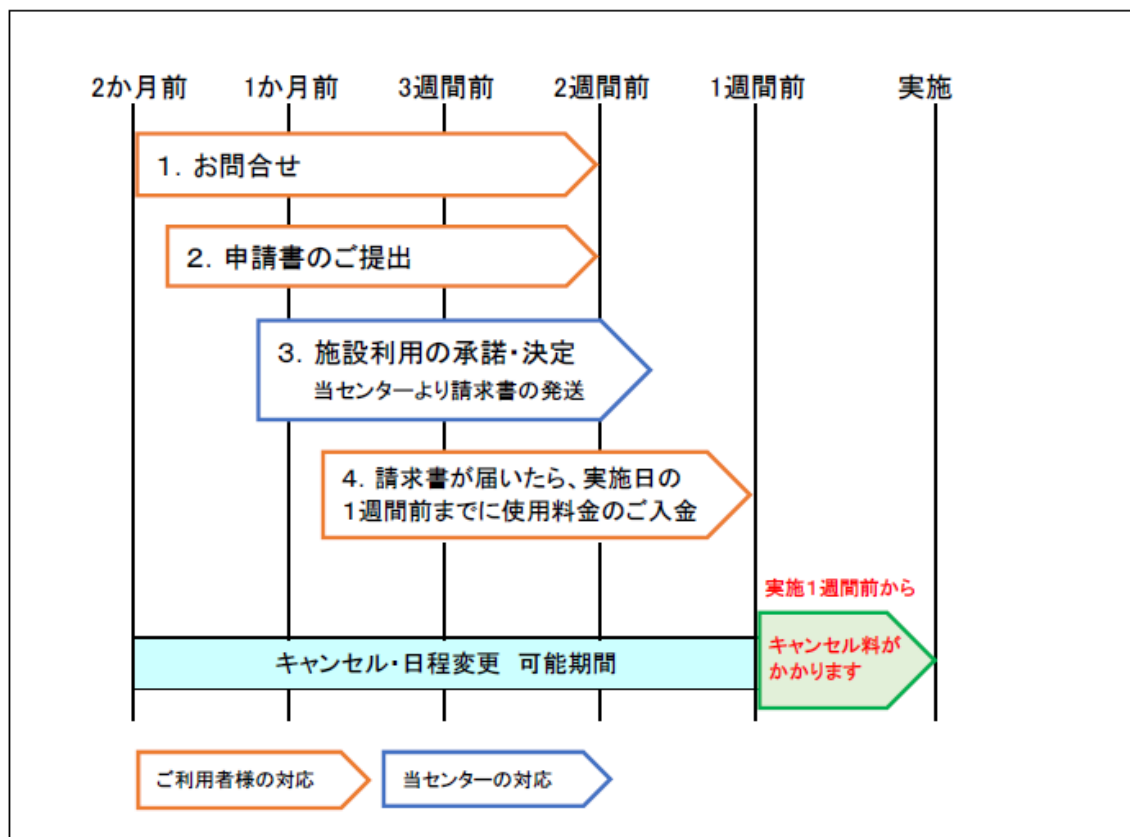 2か月前 1か月前 3週間前 2週間前 1週間前 実施
1．お問合せ
2．申請書のご提出
3．施設利用の承諾・決定
当センターより請求書の発送
4．請求書が届いたら、実施日の
1週間前までに使用料金のご入金
実施1週間前から
キャンセル料が
かかります
キャンセル・日程変更 可能期間
ご利用者様の対応
当センターの対応